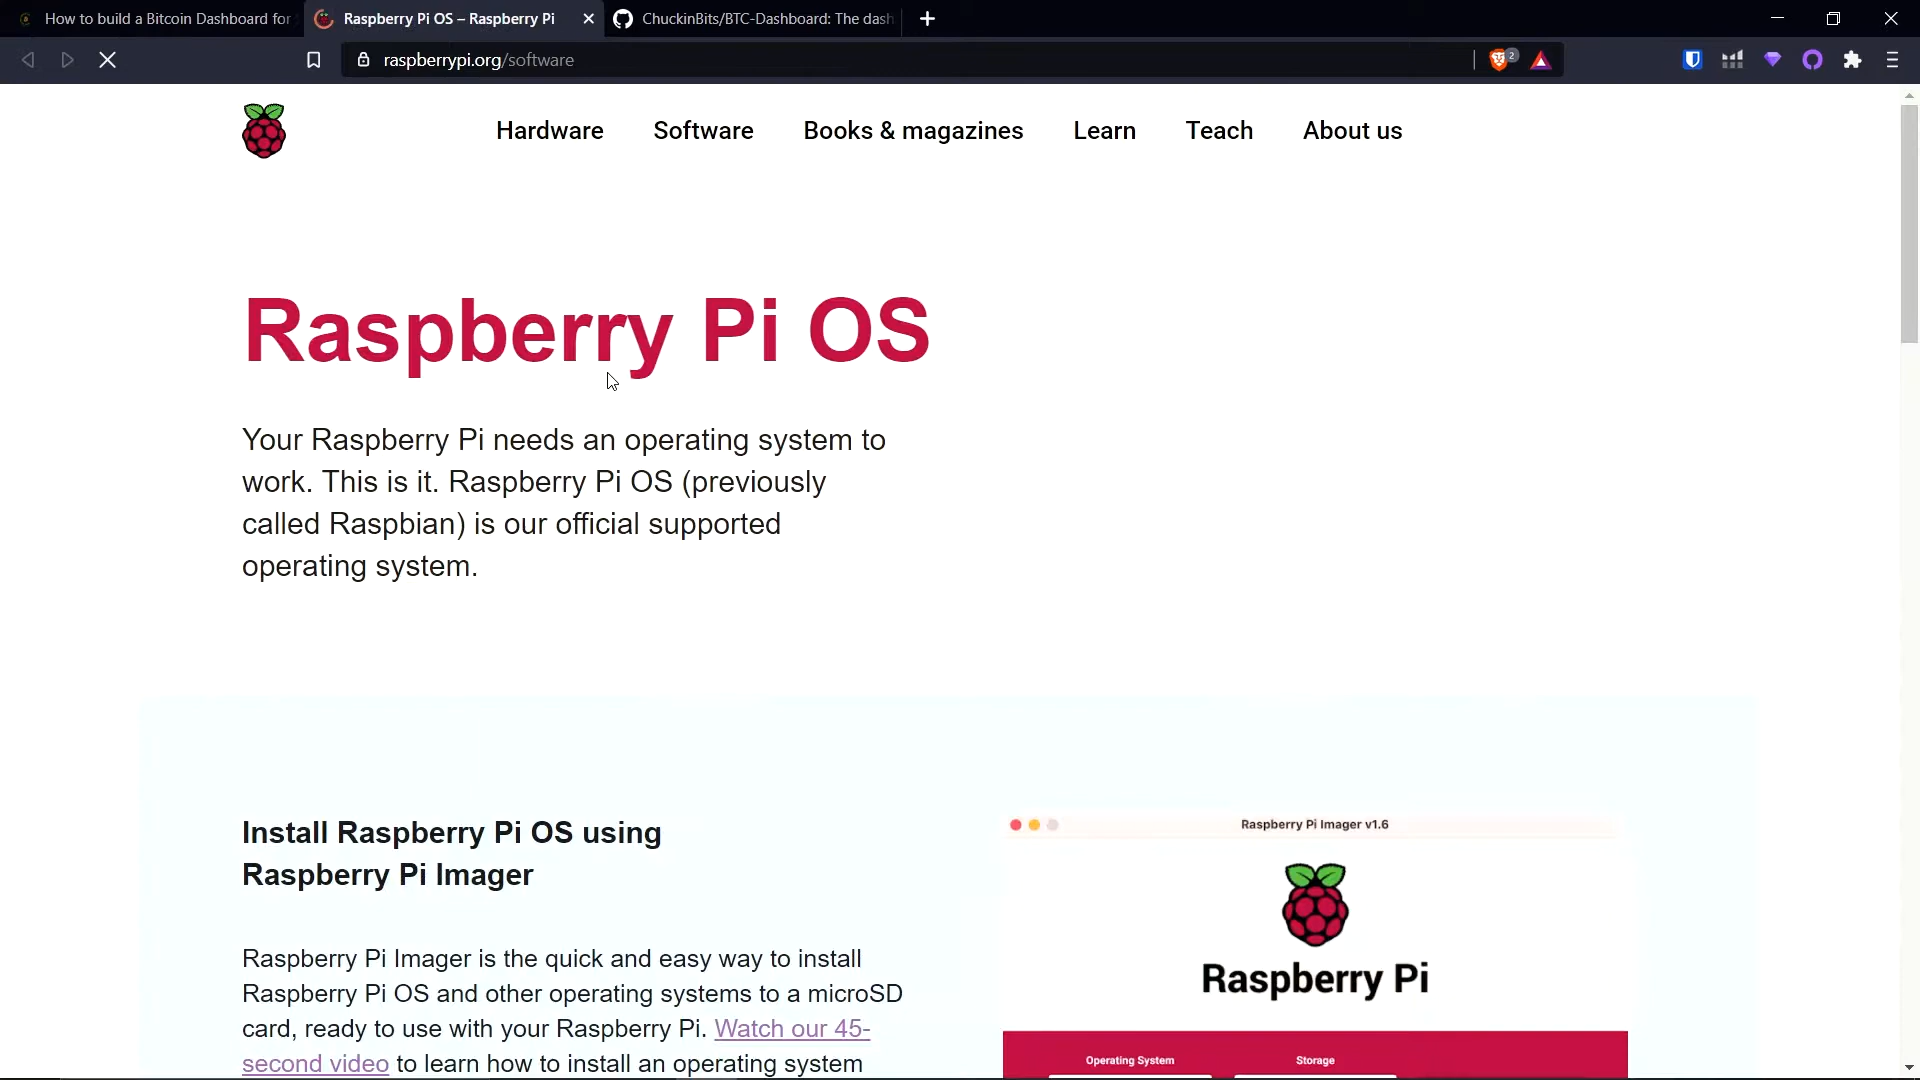 How to build a Bitcoin Dashboard for
Raspberry Pi OS – Raspberry Pi
ChuckinBits/BTC-Dashboard: The dash
raspberrypi.org/software
2
Hardware
Software
Books & magazines
Learn
Teach
About us
Raspberry Pi OS
Your Raspberry Pi needs an operating system to
work. This is it. Raspberry Pi OS (previously
called Raspbian) is our official supported
operating system.
Install Raspberry Pi OS using
Raspberry Pi Imager
Raspberry Pi Imager is the quick and easy way to install
Raspberry Pi OS and other operating systems to a microSD
card, ready to use with your Raspberry Pi. Watch our 45-
second video to learn how to install an operating system
Raspberry Pi Imager v1.6
Raspberry Pi
Operating System
Storage